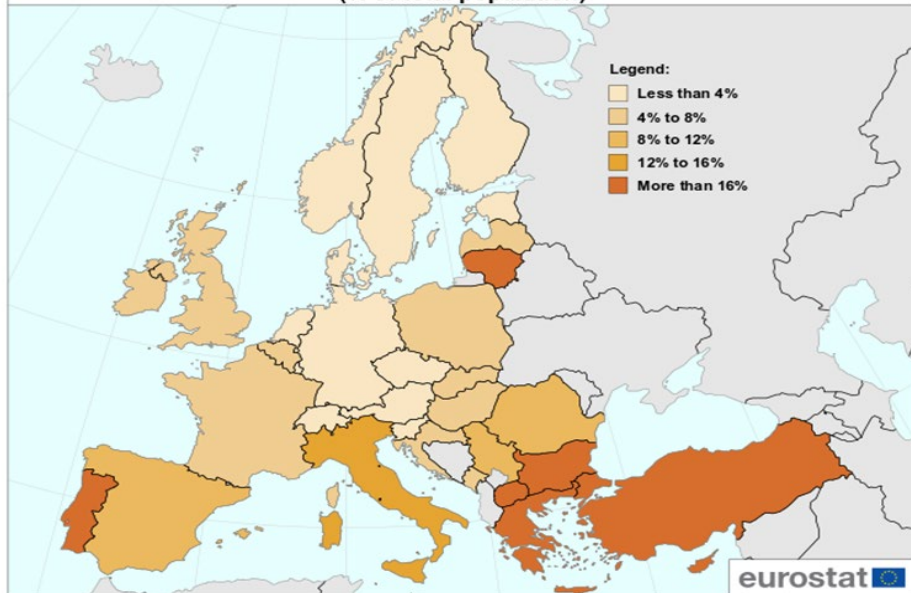 Legend:
Less than 4%
4% to 8%
8% to 12%
12% to 16%
More than 16%
eurostat